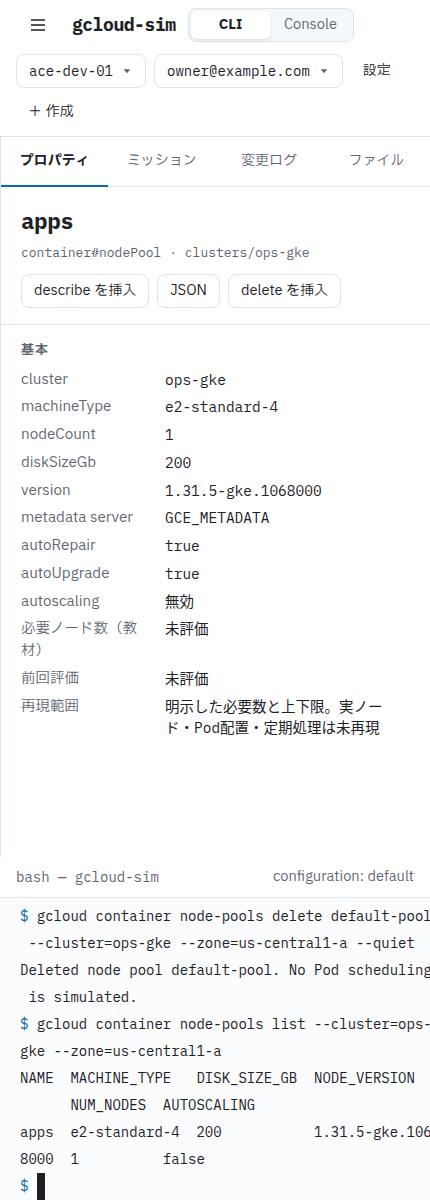 gcloud-sim CLI Console
ace-dev-01 owner@example.com 設定
+ 作成
プロパティ ミッション 変更ログ ファイル
apps
container#nodePool · clusters/ops-gke
describe を挿入 JSON delete を挿入
基本
cluster ops-gke
machineType e2-standard-4
nodeCount 1
diskSizeGb 200
version 1.31.5-gke.1068000
metadata server GCE_METADATA
autoRepair true
autoUpgrade true
autoscaling 無効
必要ノード数（教 未評価
材）
前回評価 未評価
再現範囲 明示した必要数と上下限。実ノー
ド・Pod配置・定期処理は未再現
bash — gcloud-sim configuration: default
$ gcloud container node-pools delete default-pool
--cluster=ops-gke --zone=us-central1-a --quiet
Deleted node pool default-pool. No Pod scheduling
is simulated.
$ gcloud container node-pools list --cluster=ops-
gke --zone=us-central1-a
NAME MACHINE_TYPE DISK_SIZE_GB NODE_VERSION
NUM_NODES AUTOSCALING
apps e2-standard-4 200 1.31.5-gke.106
8000 1 false
$